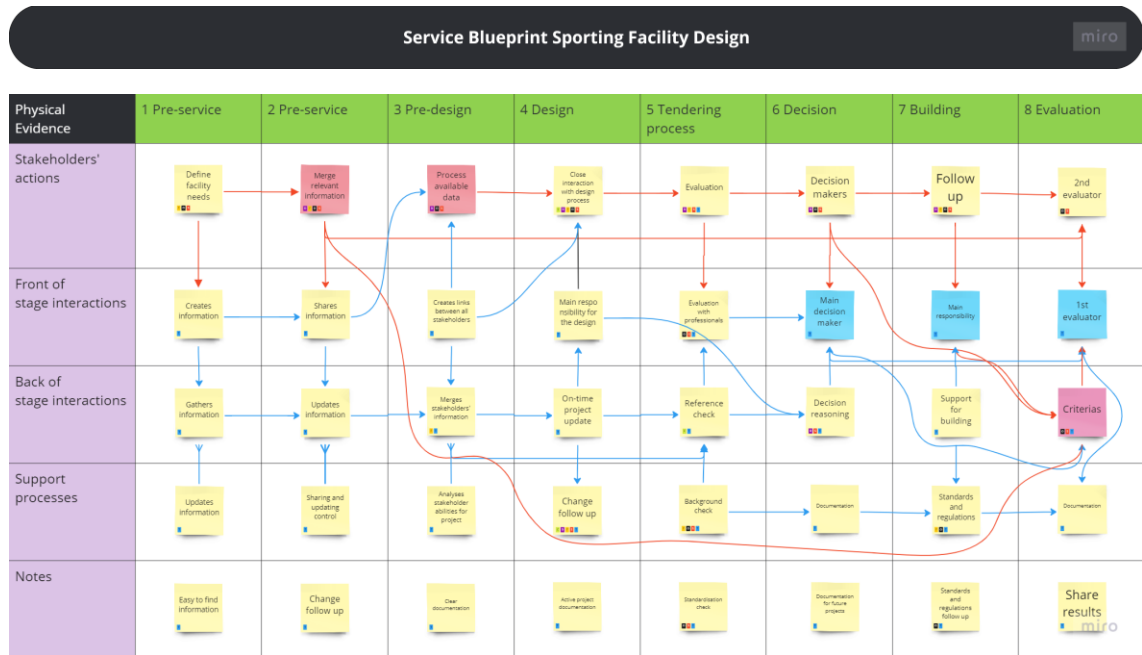 Service Blueprint Sporting Facility Design
miro
Physical
Evidence
1 Pre-service
2 Pre-service
3 Pre-design
4 Design
5 Tendering
process
6 Decision
7 Building
8 Evaluation
Stakeholders'
actions
Define
facility
needs
Merge
relevant
information
Process
available
data
Close
interaction
with design
process
Evaluation
Decision
makers
Follow
up
2nd
evaluator
Front of
stage interactions
Creates
information
Shares
information
Creates links
between all
stakeholders
Main respo
nsibility for
the design
Evaluation
with
professionals
Main
decision
maker
Main
responsibility
1st
evaluator
Back of
stage interactions
Gathers
information
Updates
information
Merges
stakeholders'
information
On-time
project
update
Reference
check
Decision
reasoning
Support
for
building
Criterias
Support
processes
Updates
information
Sharing and
updating
control
Analyses
stakeholder
abilities for
project
Change
follow up
Background
check
Documentation
Standards
and
regulations
Documentation
Notes
Easy to find
information
Change
follow up
Clear
documentation
Active project
documentation
Standardisation
check
Documentation
for future
projects
Standards
and
regulations
follow up
Share
results
miro